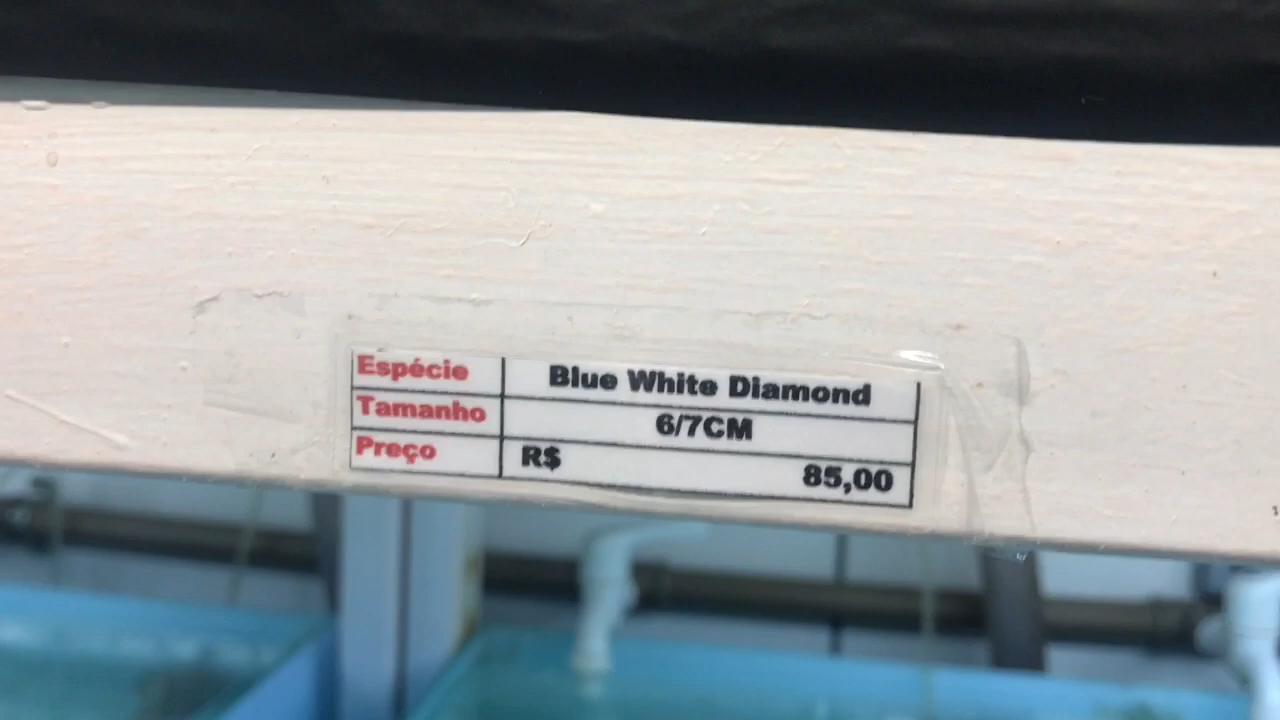 Espécie Blue White Diamond
Tamanho 6/7CM
Preço R$ 85,00